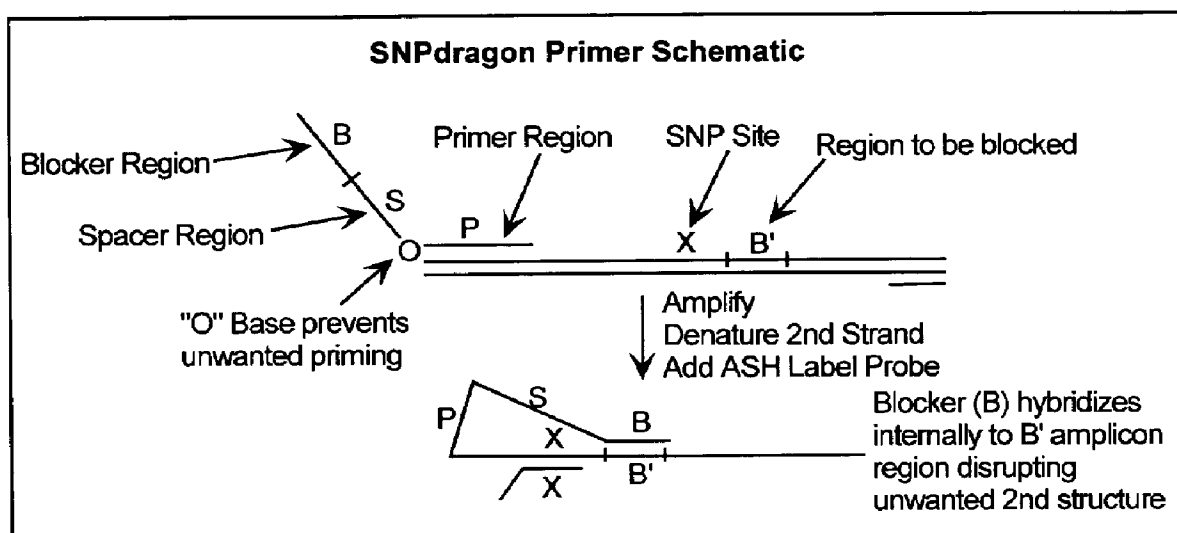 SNPdragon Primer Schematic
B
Primer Region
SNP Site
Region to be blocked
Blocker Region
S
Spacer Region
P
X
B'
O
"O" Base prevents
unwanted priming
Amplify
Denature 2nd Strand
Add ASH Label Probe
S
P
B
X
B'
X
Blocker (B) hybridizes
internally to B' amplicon
region disrupting
unwanted 2nd structure